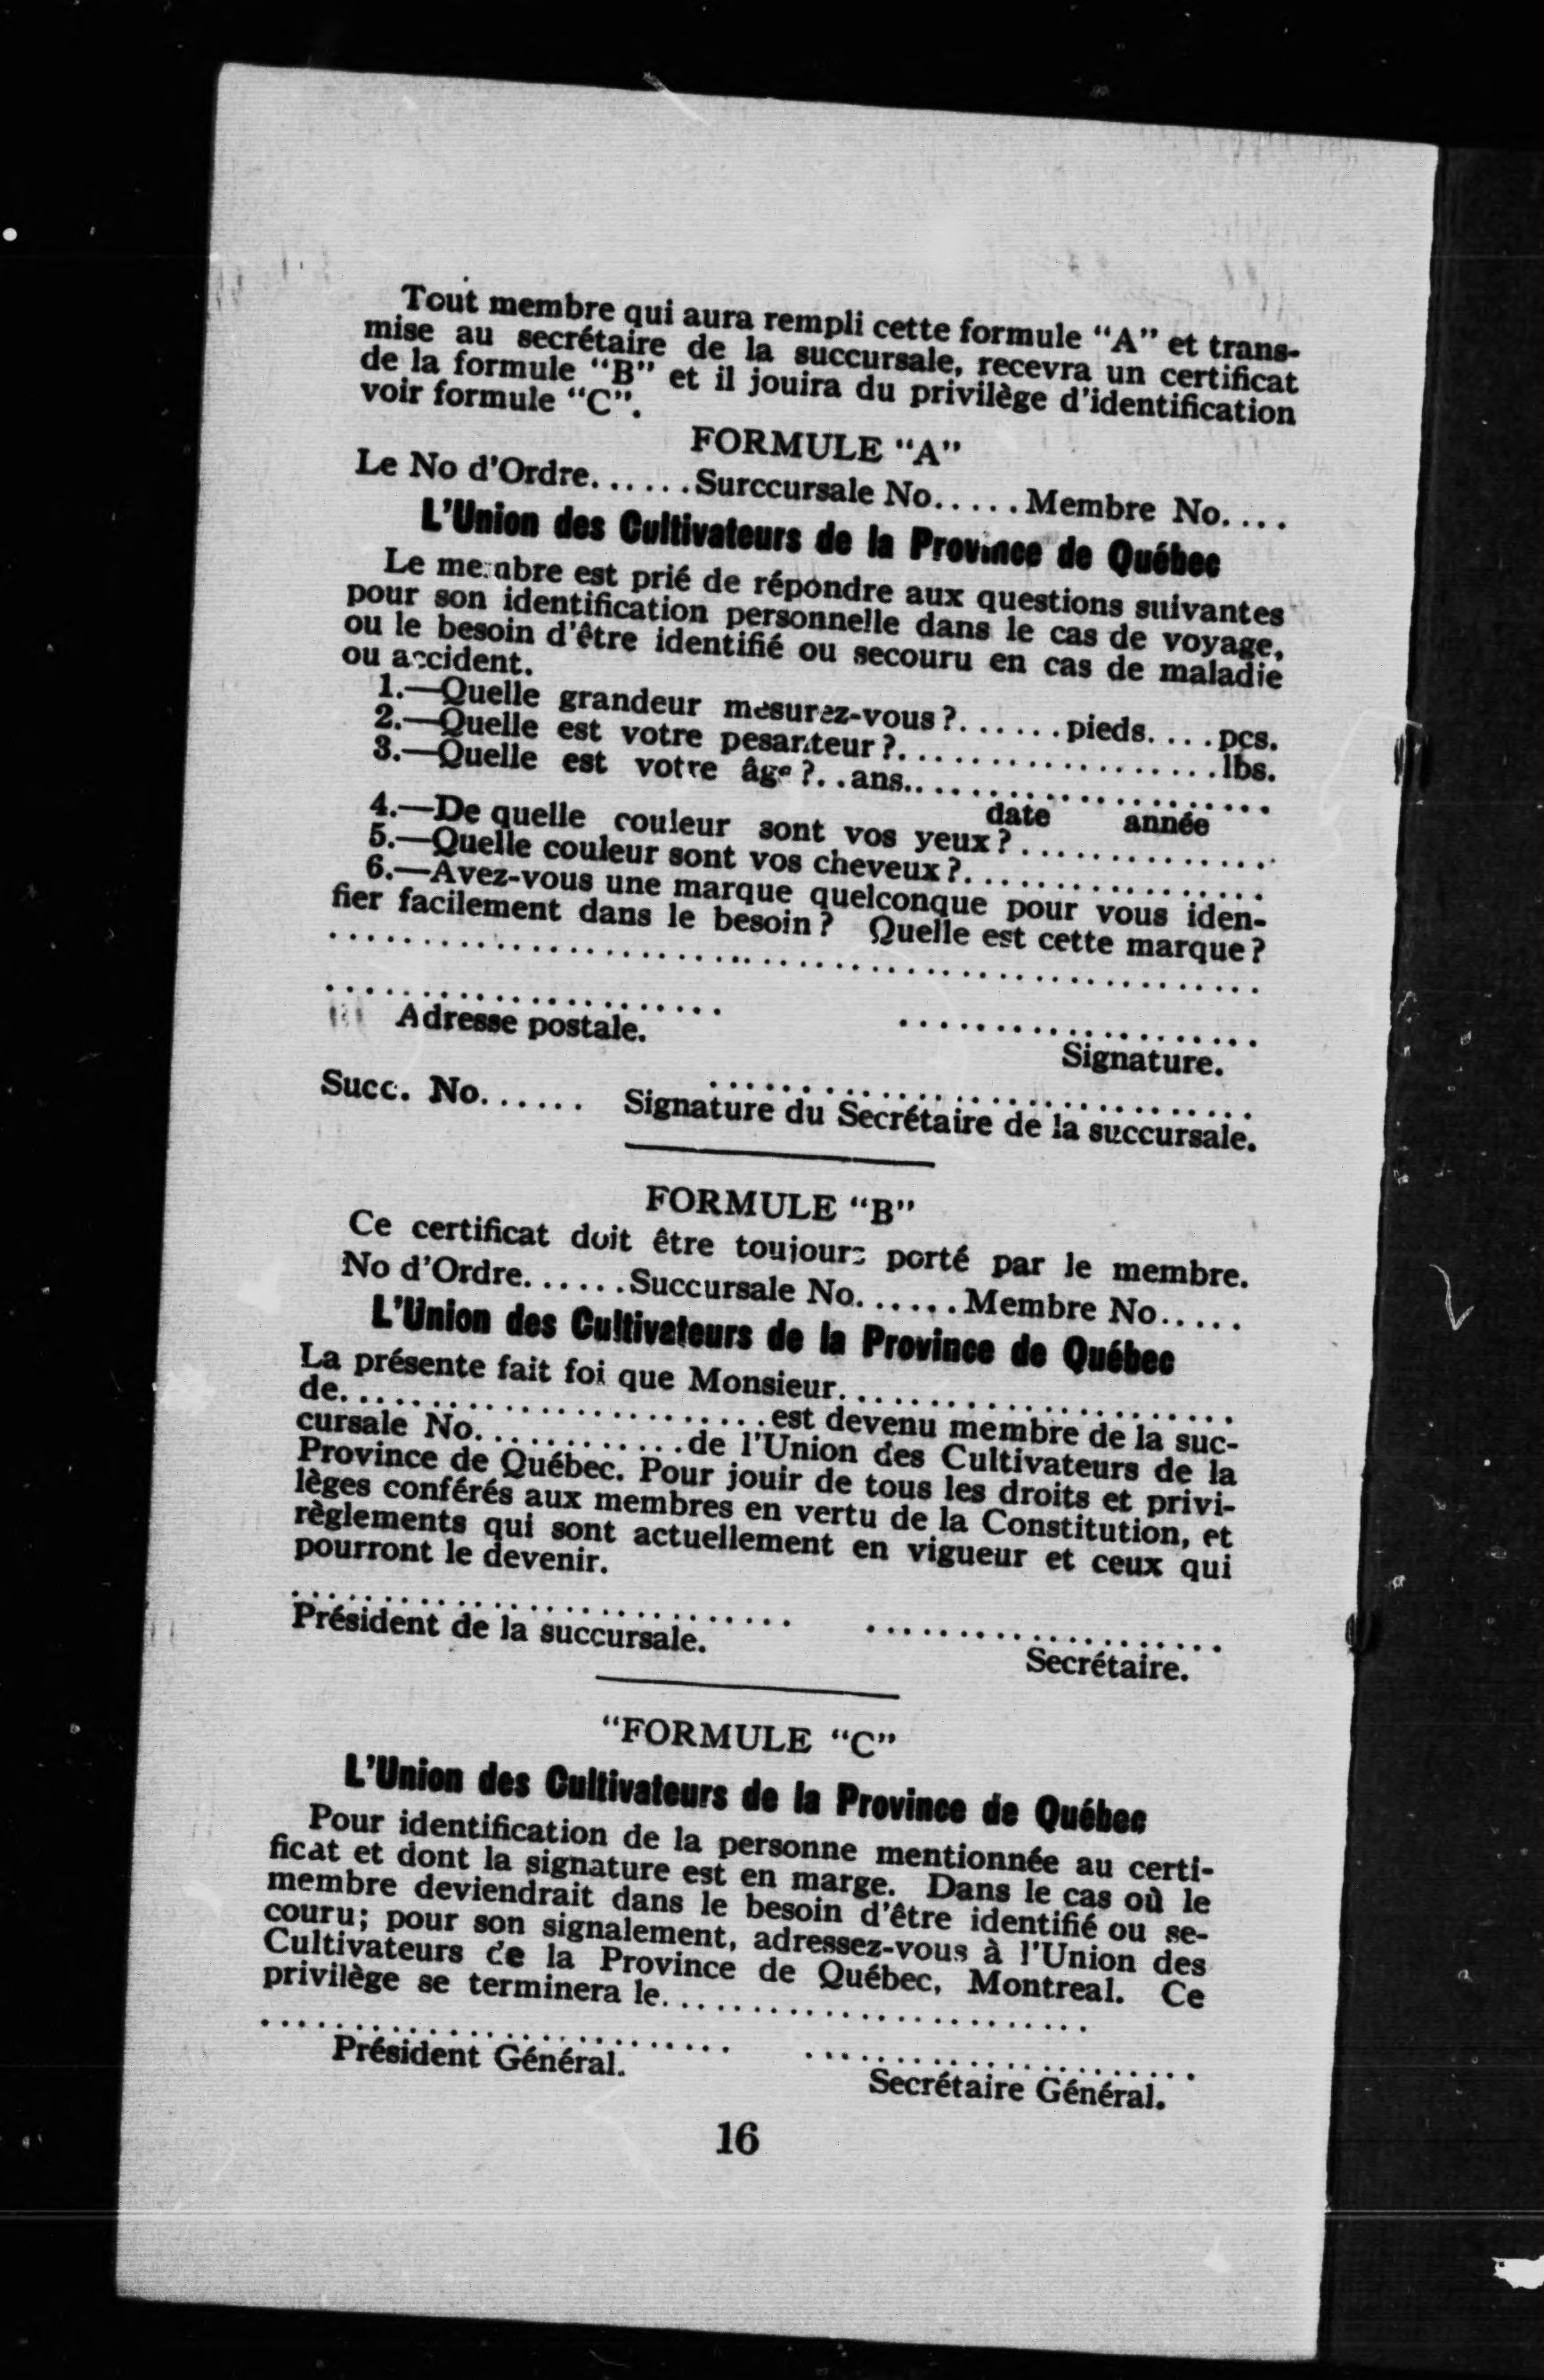 Tout membre qui aura rempli cette formule "A" et trans-
mise au secrétaire de la succursale, recevra un certificat
de la formule "B" et il jouira du privilège d'identification
voir formule "C".
FORMULE "A"
Le No d'Ordre......Surccursale No.....Membre No....
L'Union des Cultivateurs de la Province de Québec
Le membre est prié de répondre aux questions suivantes
pour son identification personnelle dans le cas de voyage,
ou le besoin d'être identifié ou secouru en cas de maladie
ou accident.
1.—Quelle grandeur mesurez-vous?......pieds....pcs.
2.—Quelle est votre pesanteur?..................lbs.
3.—Quelle est votre âge?..ans......................
date année
4.—De quelle couleur sont vos yeux?...............
5.—Quelle couleur sont vos cheveux?.................
6.—Avez-vous une marque quelconque pour vous iden-
fier facilement dans le besoin? Quelle est cette marque?
.....................................................
...................... ....................
Adresse postale. Signature.
...............................
Succ. No...... Signature du Secrétaire de la succursale.
FORMULE "B"
Ce certificat doit être toujours porté par le membre.
No d'Ordre......Succursale No......Membre No.....
L'Union des Cultivateurs de la Province de Québec
La présente fait foi que Monsieur......................
de........................est devenu membre de la suc-
cursale No............de l'Union des Cultivateurs de la
Province de Québec. Pour jouir de tous les droits et privi-
lèges conférés aux membres en vertu de la Constitution, et
règlements qui sont actuellement en vigueur et ceux qui
pourront le devenir.
............................ ....................
Président de la succursale. Secrétaire.
"FORMULE "C"
L'Union des Cultivateurs de la Province de Québec
Pour identification de la personne mentionnée au certi-
ficat et dont la signature est en marge. Dans le cas où le
membre deviendrait dans le besoin d'être identifié ou se-
couru; pour son signalement, adressez-vous à l'Union des
Cultivateurs de la Province de Québec, Montreal. Ce
privilège se terminera le........................
.......................... ......................
Président Général. Secrétaire Général.
16